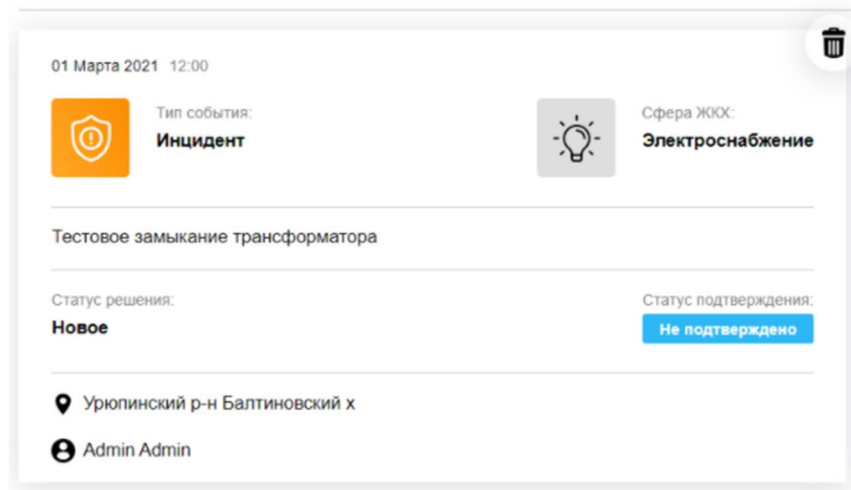 01 Марта 2021 12:00
Тип события:
Инцидент
Сфера ЖКХ:
Электроснабжение
Тестовое замыкание трансформатора
Статус решения:
Новое
Статус подтверждения:
Не подтверждено
Урюпинский р-н Балтиновский х
Admin Admin